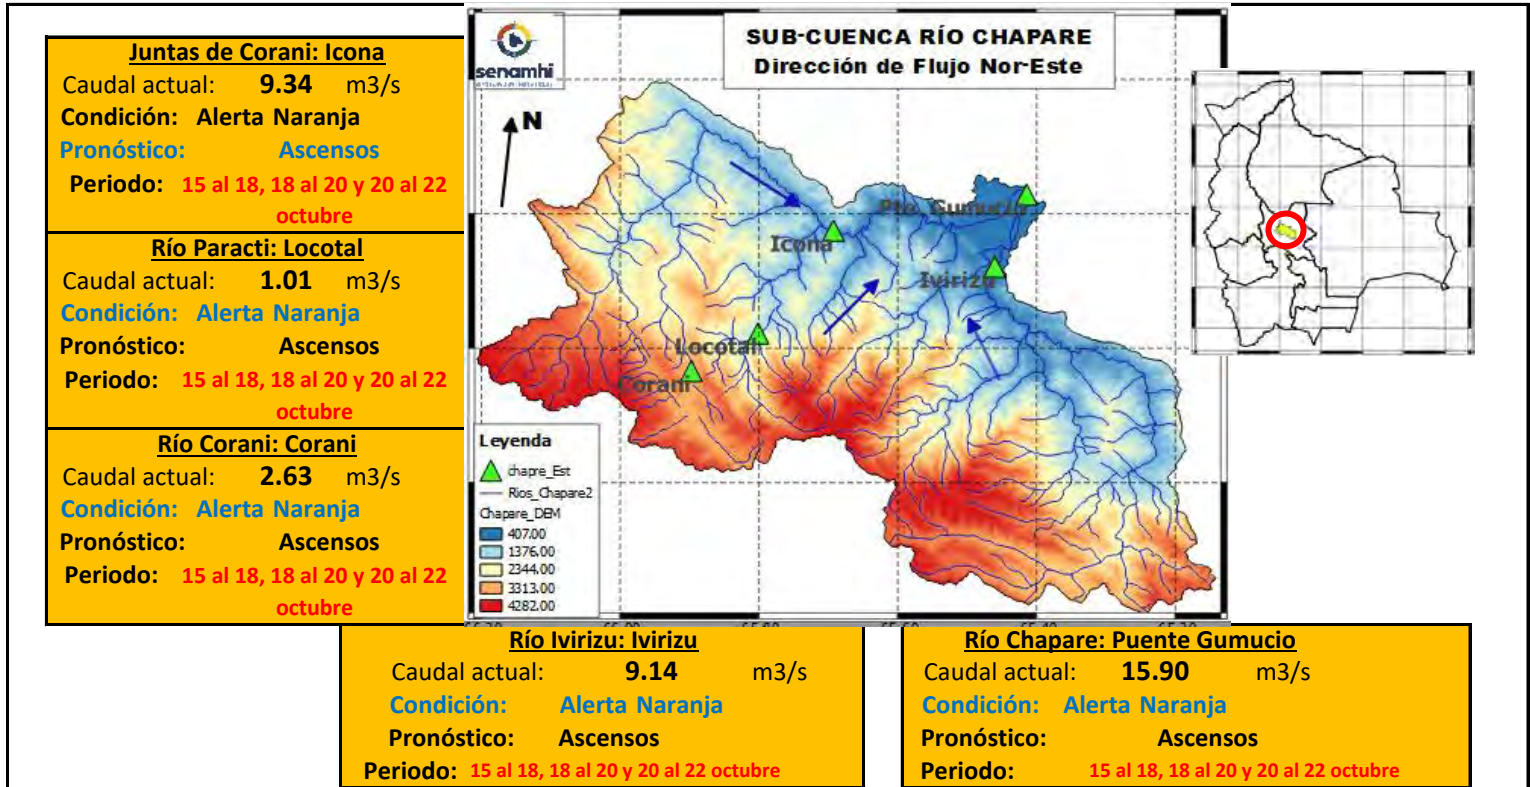 Juntas de Corani: Icona
Caudal actual: 9.34 m3/s
Condición: Alerta Naranja
Pronóstico: Ascensos
Periodo: 15 al 18, 18 al 20 y 20 al 22
octubre
Río Paracti: Locotal
Caudal actual: 1.01 m3/s
Condición: Alerta Naranja
Pronóstico: Ascensos
Periodo: 15 al 18, 18 al 20 y 20 al 22
octubre
Río Corani: Corani
Caudal actual: 2.63 m3/s
Condición: Alerta Naranja
Pronóstico: Ascensos
Periodo: 15 al 18, 18 al 20 y 20 al 22
octubre
senamhi
SUB-CUENCA RÍO CHAPARE
Dirección de Flujo Nor-Este
N
Pte. Gumucio
Icona
Ivirizu
Locotal
Corani
Leyenda
chapre_Est
Rios_Chapare2
Chapare_DEM
407.00
1376.00
2344.00
3313.00
4282.00
Río Ivirizu: Ivirizu
Caudal actual: 9.14 m3/s
Condición: Alerta Naranja
Pronóstico: Ascensos
Periodo: 15 al 18, 18 al 20 y 20 al 22 octubre
Río Chapare: Puente Gumucio
Caudal actual: 15.90 m3/s
Condición: Alerta Naranja
Pronóstico: Ascensos
Periodo: 15 al 18, 18 al 20 y 20 al 22 octubre